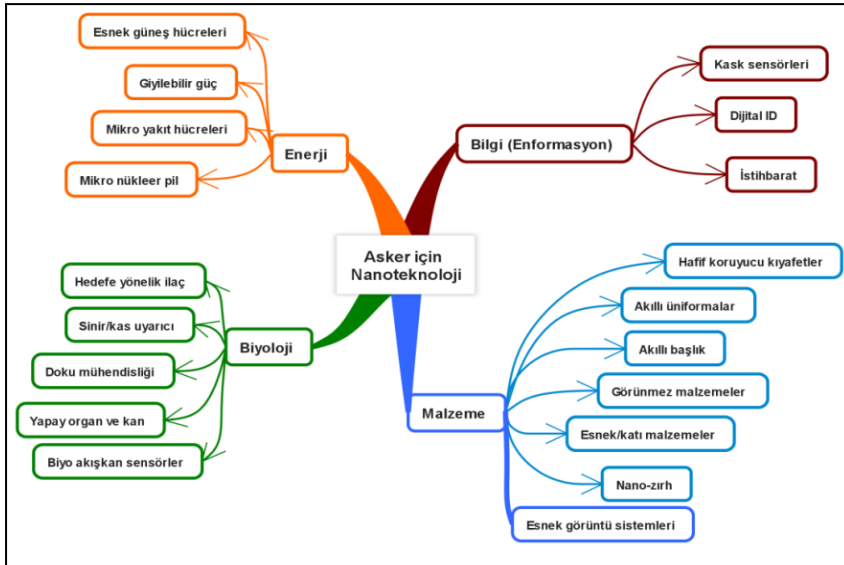 Asker için
Nanoteknoloji
Enerji
Esnek güneş hücreleri
Giyilebilir güç
Mikro yakıt hücreleri
Mikro nükleer pil
Bilgi (Enformasyon)
Kask sensörleri
Dijital ID
İstihbarat
Biyoloji
Hedefe yönelik ilaç
Sinir/kas uyarıcı
Doku mühendisliği
Yapay organ ve kan
Biyo akışkan sensörler
Malzeme
Hafif koruyucu kıyafetler
Akıllı üniformalar
Akıllı başlık
Görünmez malzemeler
Esnek/katı malzemeler
Nano-zırh
Esnek görüntü sistemleri